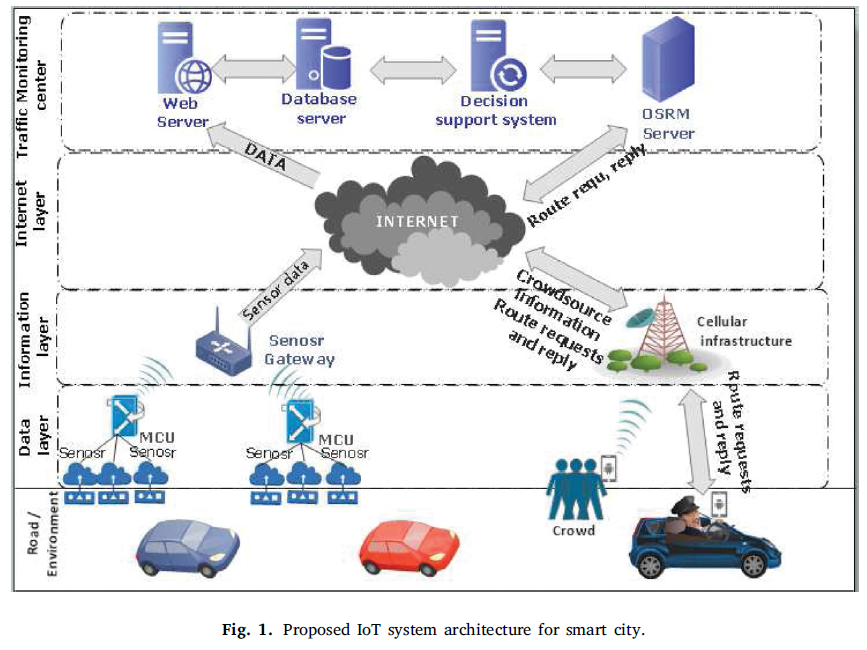 Traffic Monitoring
center
Web
Server
Database
server
Decision
support system
OSRM
Server
DATA
Route requ, reply
Internet
layer
INTERNET
Sensor data
Crowdsource
Information
Route requests
and reply
Information
layer
Senosr
Gateway
Cellular
infrastructure
Data
layer
MCU
Senosr
Senosr
MCU
Senosr
Senosr
Route requests
and reply
Road /
Environment
Crowd
Fig. 1. Proposed IoT system architecture for smart city.